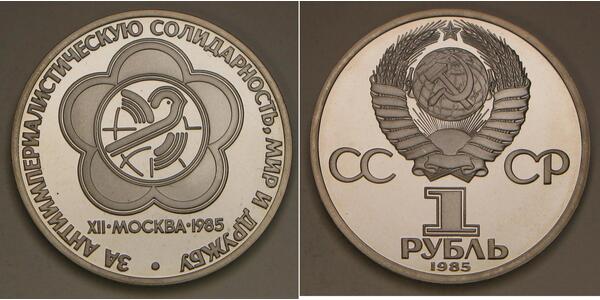 ЗА АНТИИМПЕРИАЛИСТИЧЕСКУЮ СОЛИДАРНОСТЬ, МИР И ДРУЖБУ •
XII•МОСКВА•1985
СС СР
1
РУБЛЬ
1985